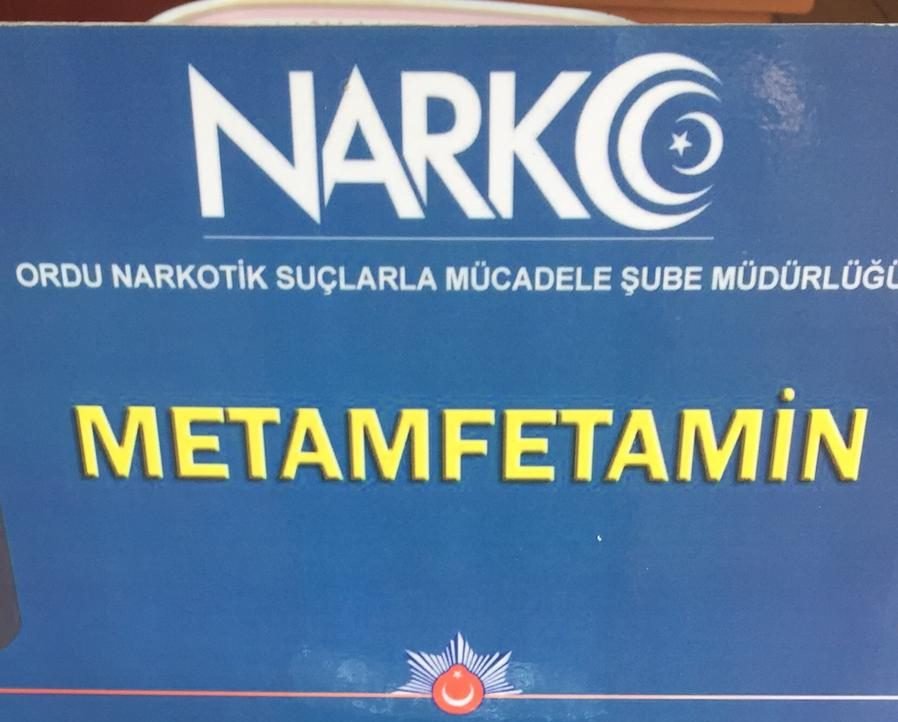 NARKO
ORDU NARKOTİK SUÇLARLA MÜCADELE ŞUBE MÜDÜRLÜĞÜ
METAMFETAMİN